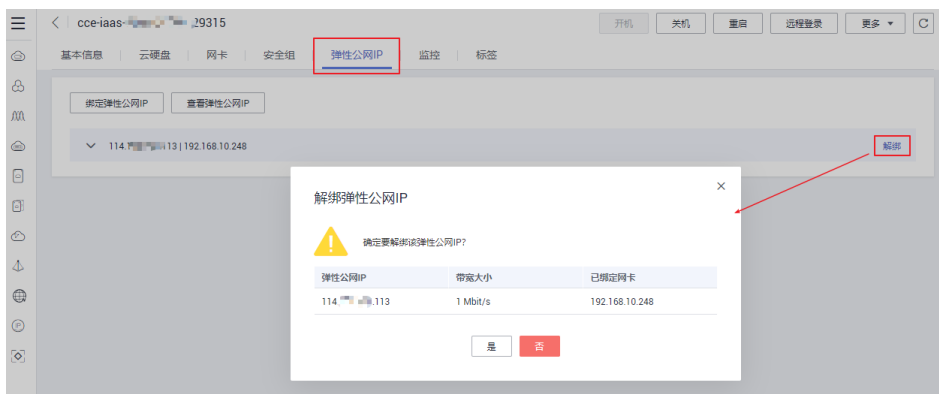 cce-iaas- 29315
开机 关机 重启 远程登录 更多
基本信息 云硬盘 网卡 安全组 弹性公网IP 监控 标签
绑定弹性公网IP 查看弹性公网IP
114. 113 | 192.168.10.248 解绑
解绑弹性公网IP
确定要解绑该弹性公网IP?
弹性公网IP 带宽大小 已绑定网卡
114. .113 1 Mbit/s 192.168.10.248
是 否